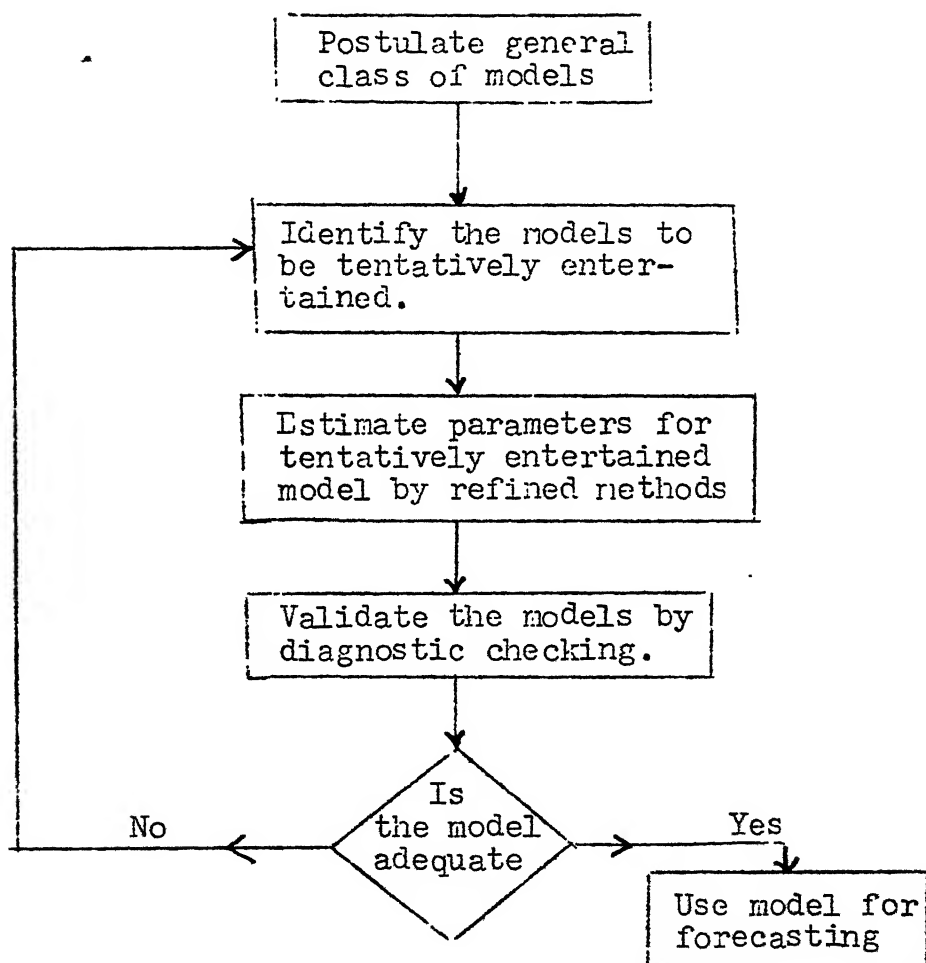 Postulate general
class of models
Identify the models to
be tentatively enter-
tained.
Estimate parameters for
tentatively entertained
model by refined methods
Validate the models by
diagnostic checking.
Is
the model
adequate
No
Yes
Use model for
forecasting